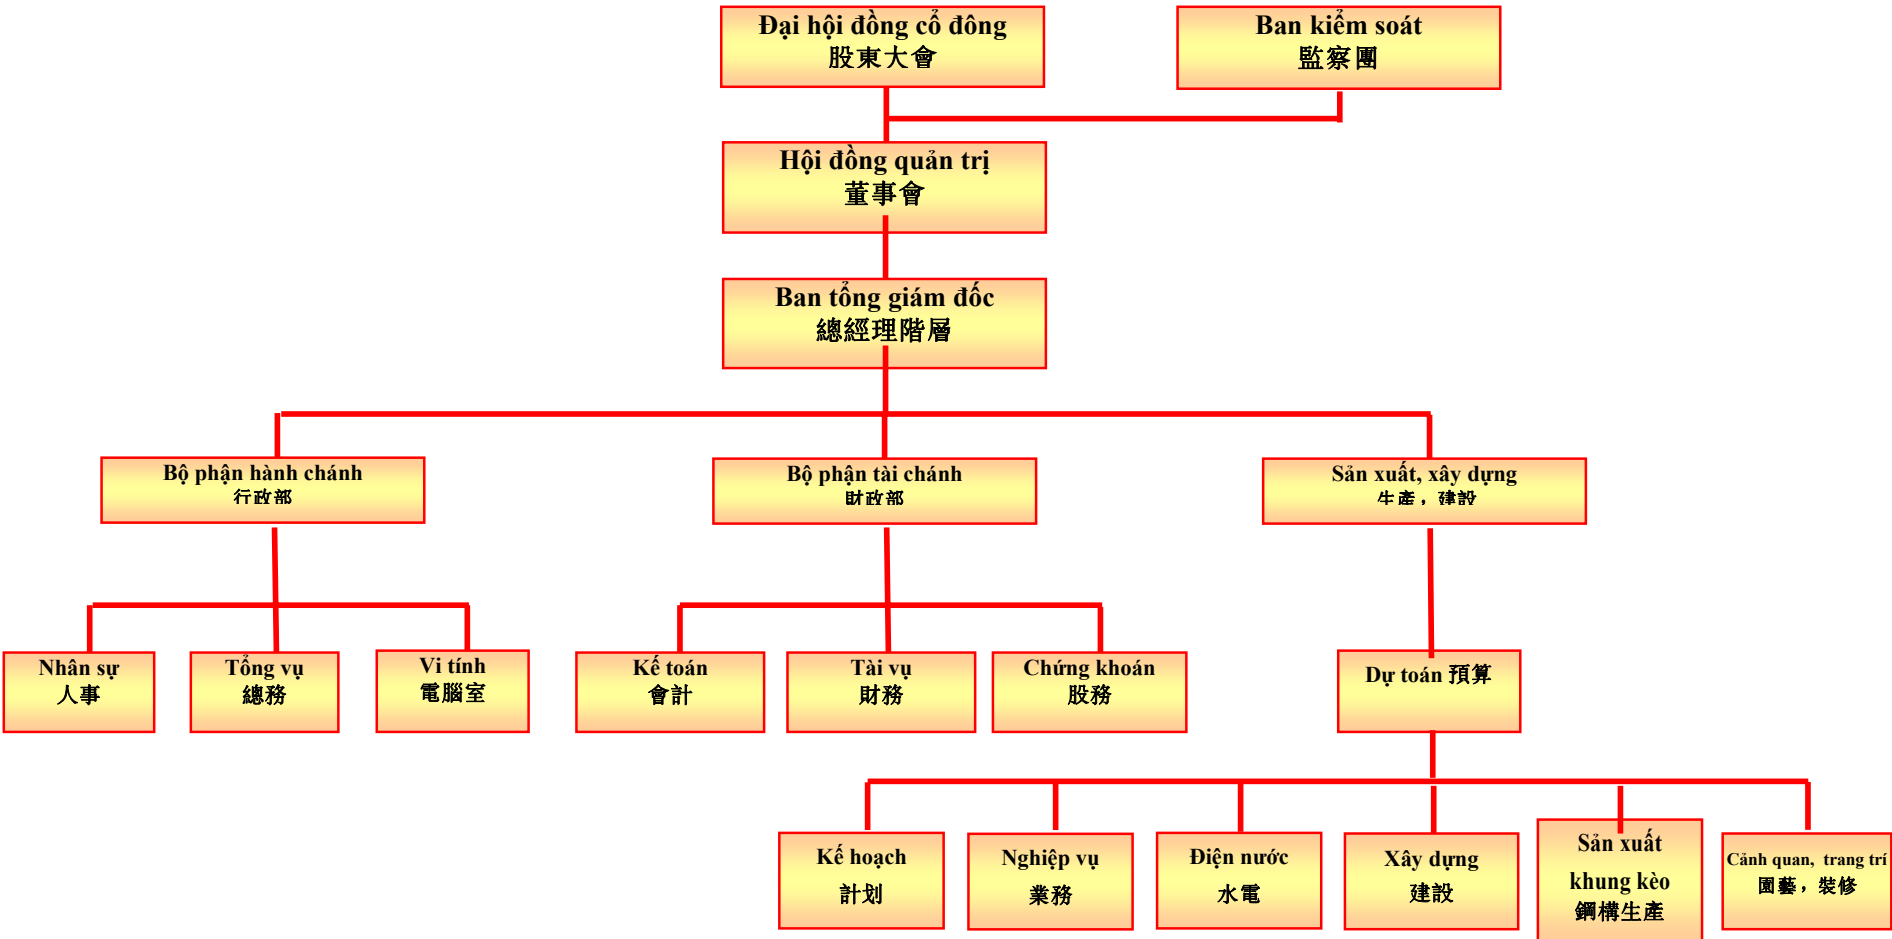 Đại hội đồng cổ đông
股東大會
Ban kiểm soát
監察團
Hội đồng quản trị
董事會
Ban tổng giám đốc
總經理階層
Bộ phận hành chánh
行政部
Bộ phận tài chánh
財政部
Sản xuất, xây dựng
生產，建設
Nhân sự
人事
Tổng vụ
總務
Vi tính
電腦室
Kế toán
會計
Tài vụ
財務
Chứng khoán
股務
Dự toán 預算
Kế hoạch
計划
Nghiệp vụ
業務
Điện nước
水電
Xây dựng
建設
Sản xuất
khung kèo
鋼構生產
Cảnh quan, trang trí
園藝，裝修